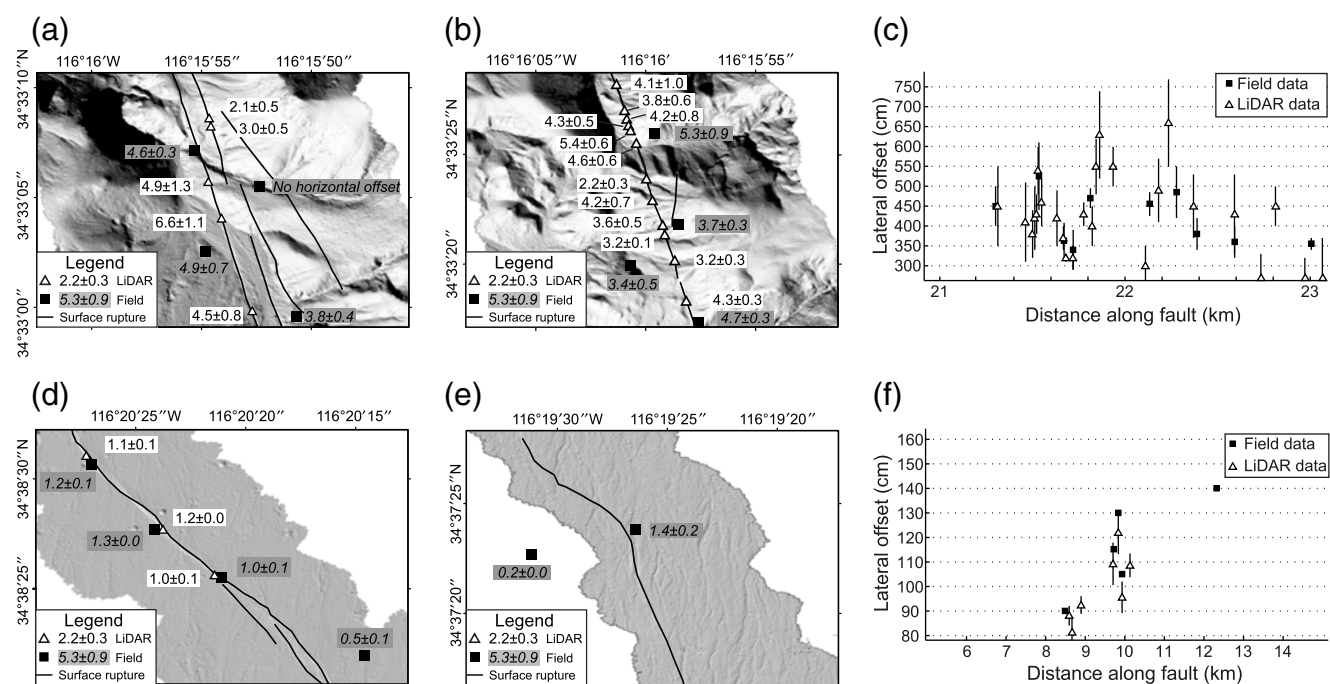 (a)
116°16″W 116°15′55″ 116°15′50″
34°33′10″N
34°33′05″N
34°33′00″N
2.1±0.5
3.0±0.5
4.6±0.3
No horizontal offset
4.9±1.3
6.6±1.1
4.9±0.7
4.5±0.8
3.8±0.4
Legend
2.2±0.3 LiDAR
5.3±0.9 Field
Surface rupture
(b)
116°16′05″W 116°16″ 116°15′55″
34°33′25″N
34°33′20″
4.1±1.0
3.8±0.6
4.2±0.8
4.3±0.5
5.3±0.9
5.4±0.6
4.6±0.6
2.2±0.3
4.2±0.7
3.6±0.5
3.7±0.3
3.2±0.1
3.2±0.3
3.4±0.5
4.3±0.3
4.7±0.3
Legend
2.2±0.3 LiDAR
5.3±0.9 Field
Surface rupture
(c)
Field data
LiDAR data
Lateral offset (cm)
750
700
650
600
550
500
450
400
350
300
21 22 23
Distance along fault (km)
(d)
116°20′25″W 116°20′20″ 116°20′15″
34°38′30″N
34°38′25″
1.1±0.1
1.2±0.1
1.2±0.0
1.3±0.0
1.0±0.1
1.0±0.1
0.5±0.1
Legend
2.2±0.3 LiDAR
5.3±0.9 Field
Surface rupture
(e)
116°19′30″W 116°19′25″ 116°19′20″
34°37′25″N
34°37′20″
1.4±0.2
0.2±0.0
Legend
2.2±0.3 LiDAR
5.3±0.9 Field
Surface rupture
(f)
Field data
LiDAR data
Lateral offset (cm)
160
150
140
130
120
110
100
90
80
6 7 8 9 10 11 12 13 14
Distance along fault (km)